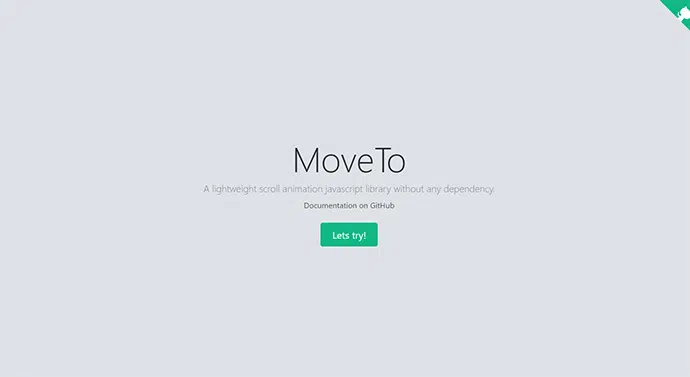 MoveTo
A lightweight scroll animation javascript library without any dependency.
Documentation on GitHub
Lets try!